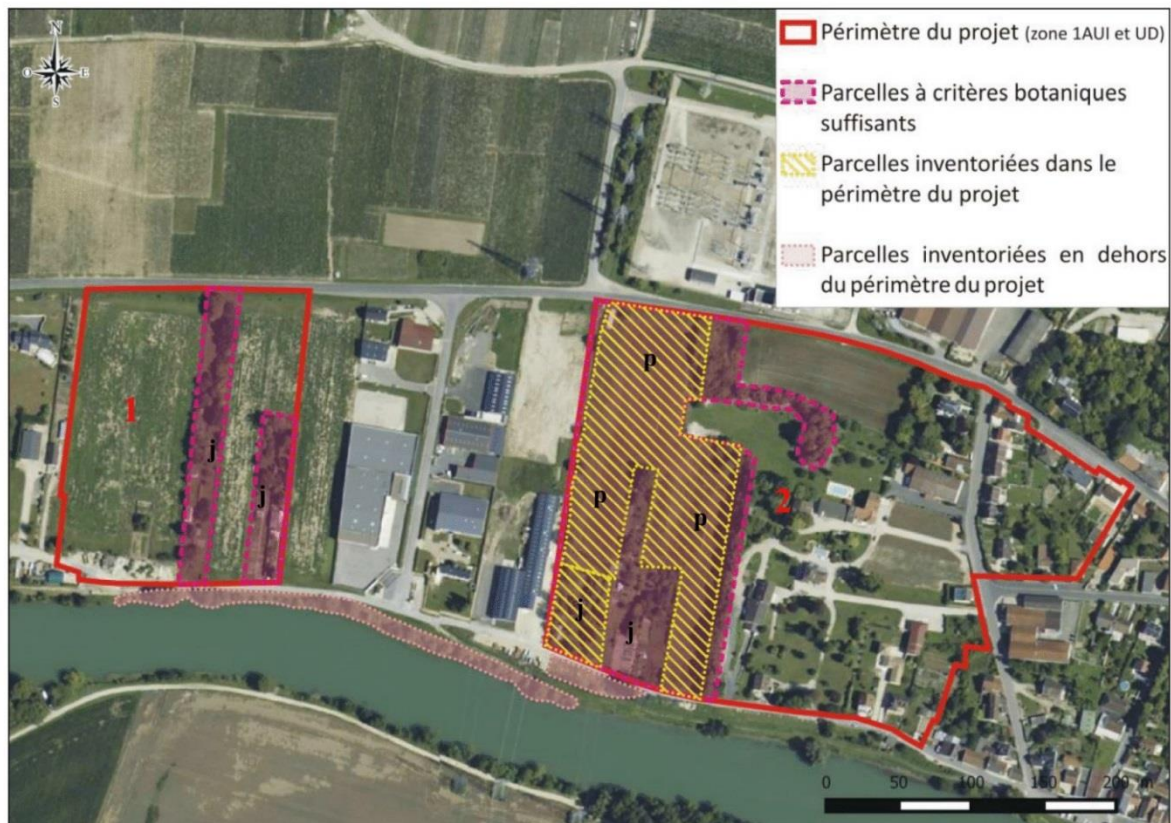 N
O E
S
Périmètre du projet (zone 1AUI et UD)
Parcelles à critères botaniques
suffisants
Parcelles inventoriées dans le
périmètre du projet
Parcelles inventoriées en dehors
du périmètre du projet
1
j
j
p
p
p
2
j
j
0 50 100 150 200 m